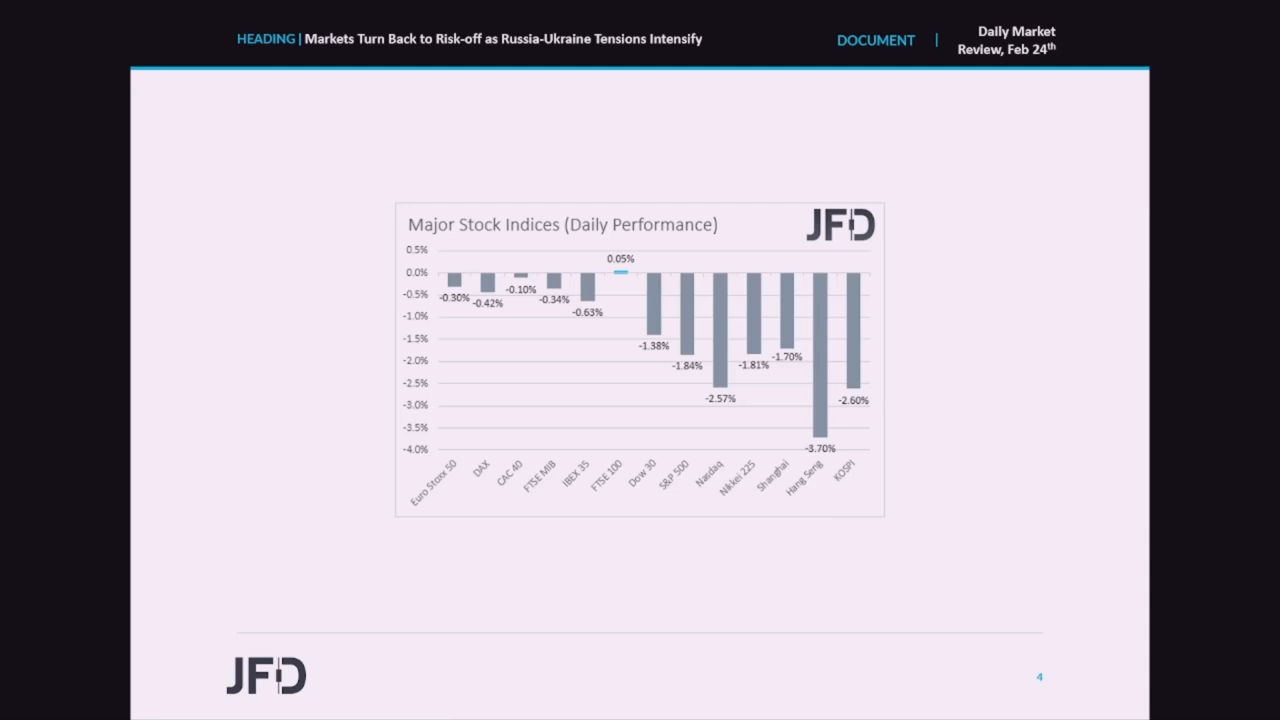 HEADING | Markets Turn Back to Risk-off as Russia-Ukraine Tensions Intensify
DOCUMENT |
Daily Market
Review, Feb 24th
Major Stock Indices (Daily Performance)
JFD
0.5%
0.0%
-0.5%
-1.0%
-1.5%
-2.0%
-2.5%
-3.0%
-3.5%
-4.0%
-0.30%
-0.42%
-0.10%
-0.34%
-0.63%
0.05%
-1.38%
-1.84%
-2.57%
-1.81%
-1.70%
-3.70%
-2.60%
Euro Stoxx 50
DAX
CAC 40
FTSE MIB
IBEX 35
FTSE 100
Dow 30
S&P 500
Nasdaq
Nikkei 225
Shanghai
Hang Seng
KOSPI
JFD
4